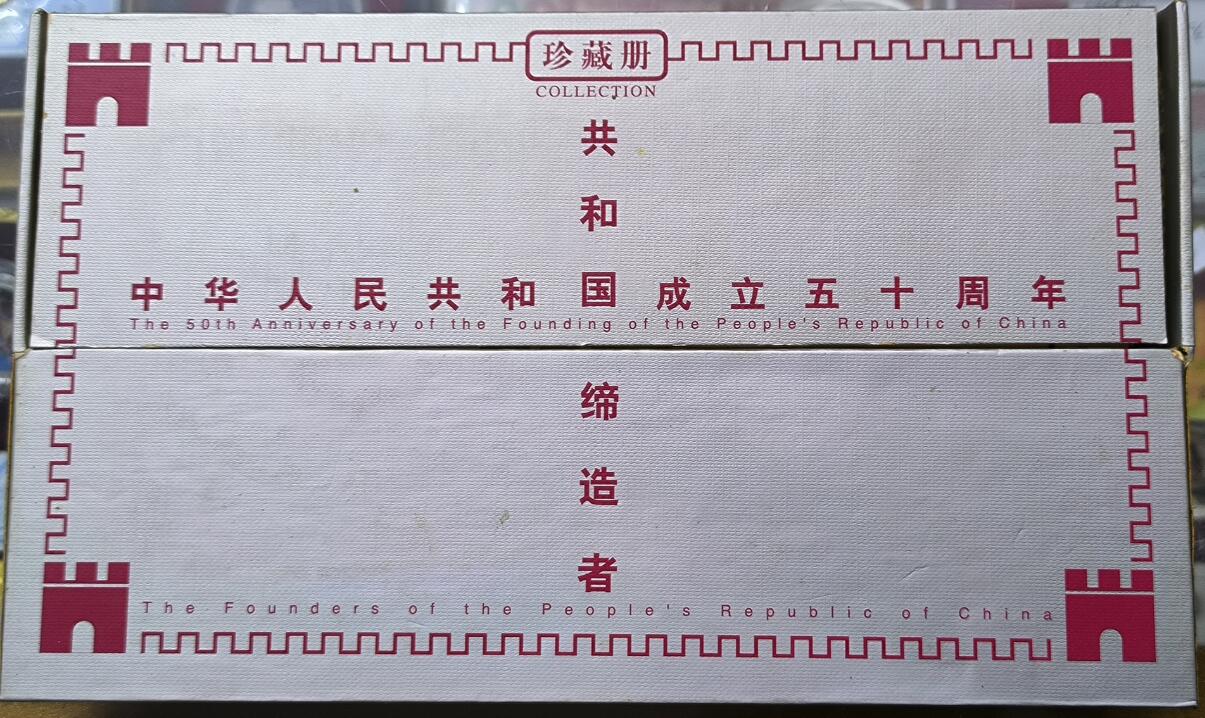 珍藏册
COLLECTION
共和国缔造者
中华人民共和国成立五十周年
The 50th Anniversary of the Founding of the People's Republic of China
The Founders of the People's Republic of China